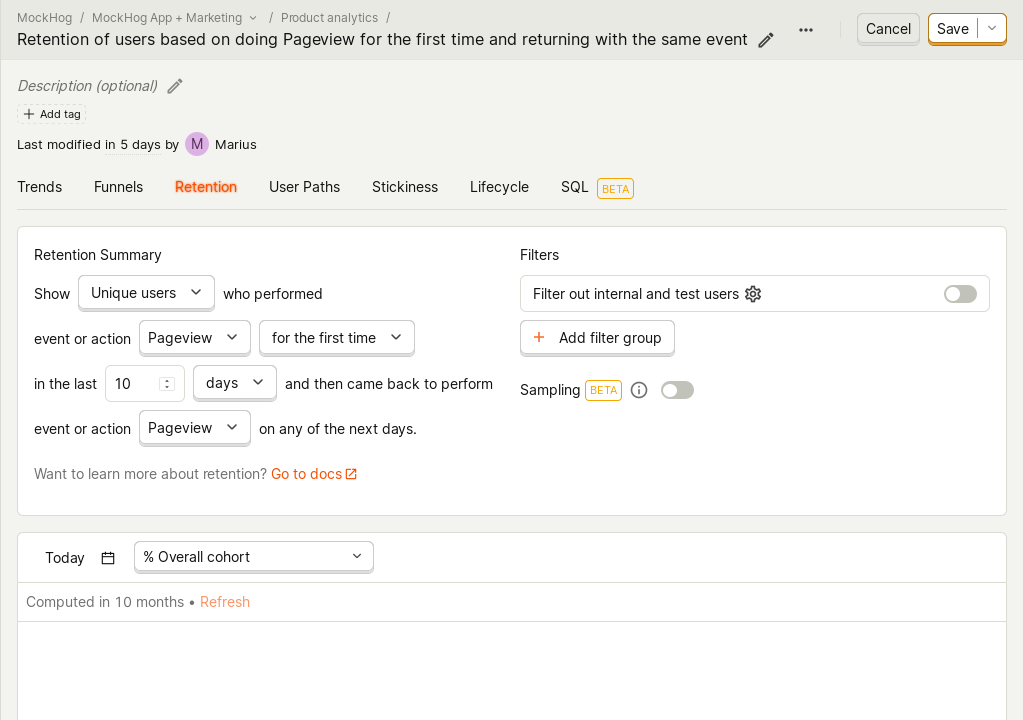 MockHog / MockHog App + Marketing / Product analytics /
Retention of users based on doing Pageview for the first time and returning with the same event
Cancel
Save
Description (optional)
Add tag
Last modified in 5 days by M Marius
Trends Funnels Retention User Paths Stickiness Lifecycle SQL BETA
Retention Summary
Show Unique users who performed
event or action Pageview for the first time
in the last 10 days and then came back to perform
event or action Pageview on any of the next days.
Want to learn more about retention? Go to docs
Filters
Filter out internal and test users
Add filter group
Sampling BETA
Today % Overall cohort
Computed in 10 months • Refresh